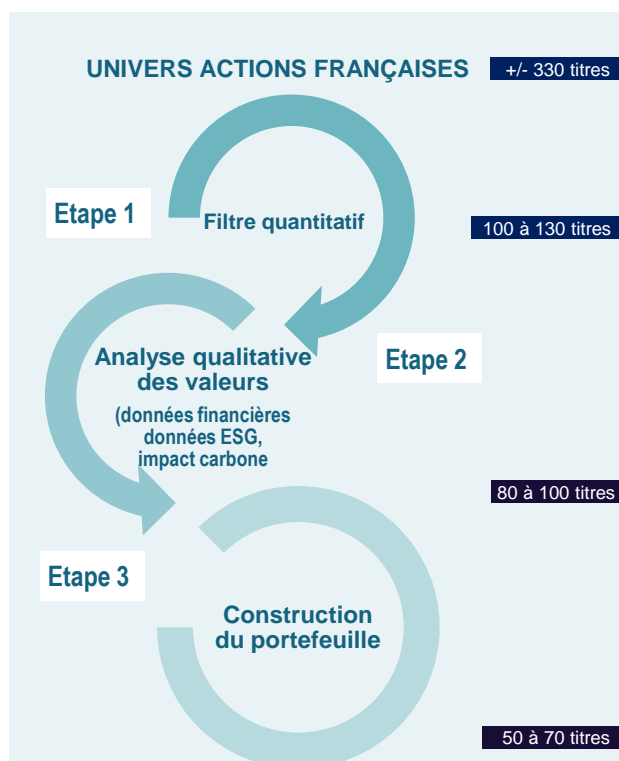 UNIVERS ACTIONS FRANÇAISES
+/- 330 titres
Etape 1
Filtre quantitatif
100 à 130 titres
Etape 2
Analyse qualitative
des valeurs
(données financières
données ESG,
impact carbone
80 à 100 titres
Etape 3
Construction
du portefeuille
50 à 70 titres